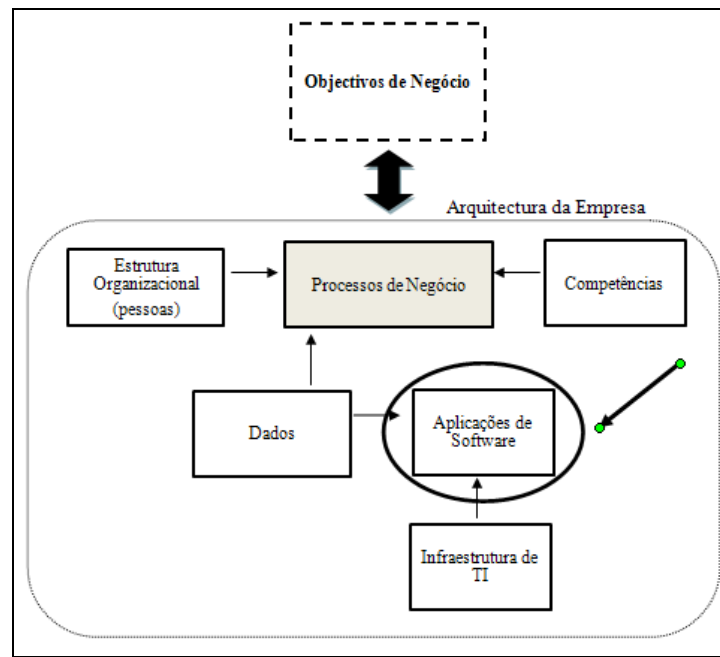 Objectivos de Negócio
Arquitectura da Empresa
Estrutura
Organizacional
(pessoas)
Processos de Negócio
Competências
Dados
Aplicações de
Software
Infraestrutura de
TI